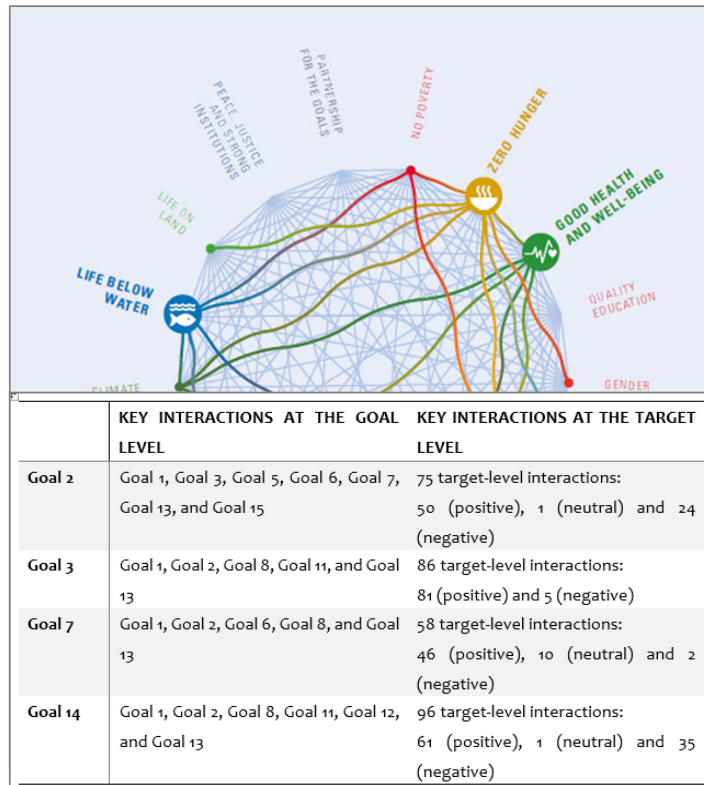 PARTNERSHIP
FOR THE GOALS
PEACE, JUSTICE
AND STRONG
INSTITUTIONS
NO POVERTY
ZERO HUNGER
GOOD HEALTH
AND WELL-BEING
LIFE ON
LAND
LIFE BELOW
WATER
QUALITY
EDUCATION
CLIMATE
GENDER
KEY INTERACTIONS AT THE GOAL
LEVEL
KEY INTERACTIONS AT THE TARGET
LEVEL
Goal 2
Goal 1, Goal 3, Goal 5, Goal 6, Goal 7,
Goal 13, and Goal 15
75 target-level interactions:
50 (positive), 1 (neutral) and 24
(negative)
Goal 3
Goal 1, Goal 2, Goal 8, Goal 11, and Goal
13
86 target-level interactions:
81 (positive) and 5 (negative)
Goal 7
Goal 1, Goal 2, Goal 6, Goal 8, and Goal
13
58 target-level interactions:
46 (positive), 10 (neutral) and 2
(negative)
Goal 14
Goal 1, Goal 2, Goal 8, Goal 11, Goal 12,
and Goal 13
96 target-level interactions:
61 (positive), 1 (neutral) and 35
(negative)